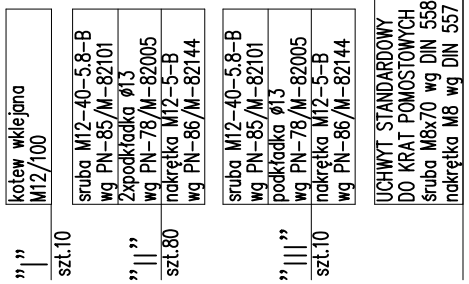 „I”
szt.10
kotew wklejana
M12/100
„II”
szt.80
sruba M12-40-5.8-B
wg PN-85/M-82101
2xpodkładka ø13
wg PN-78/M-82005
nakrętka M12-5-B
wg PN-86/M-82144
„III”
szt.10
sruba M12-40-5.8-B
wg PN-85/M-82101
podkładka ø13
wg PN-78/M-82005
nakrętka M12-5-B
wg PN-86/M-82144
UCHWYT STANDARDOWY
DO KRAT POMOSTOWYCH
śruba M8x70 wg DIN 558
nakrętka M8 wg DIN 557